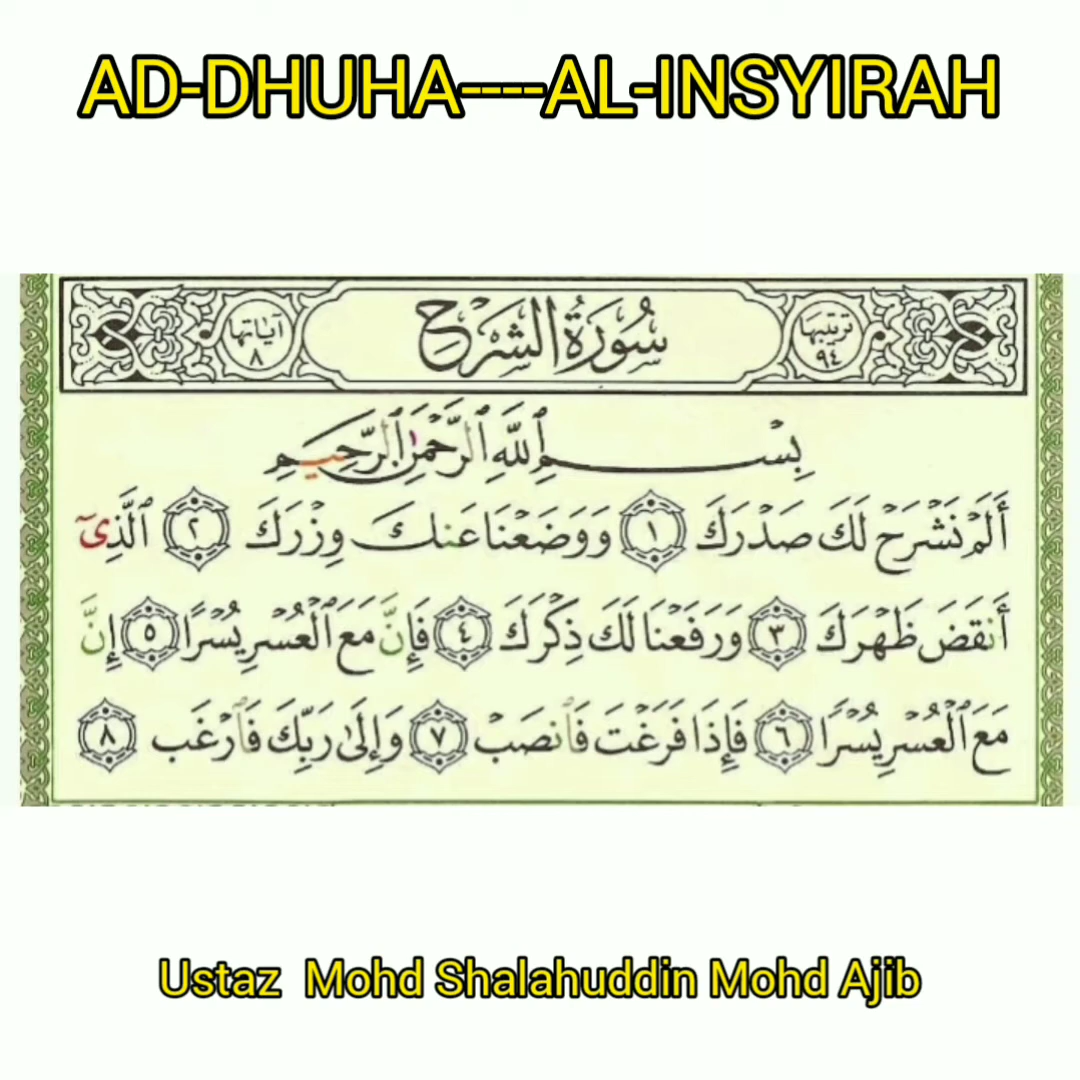 AD-DHUHA----AL-INSYIRAH
ترتيبها ٩٤
سُورَةُ الشَّرْحِ
آياتها ٨
بِسْمِ ٱللَّهِ ٱلرَّحْمَٰنِ ٱلرَّحِيمِ
أَلَمْ نَشْرَحْ لَكَ صَدْرَكَ ١ وَوَضَعْنَا عَنكَ وِزْرَكَ ٢ ٱلَّذِىٓ
أَنقَضَ ظَهْرَكَ ٣ وَرَفَعْنَا لَكَ ذِكْرَكَ ٤ فَإِنَّ مَعَ ٱلْعُسْرِ يُسْرًا ٥ إِنَّ
مَعَ ٱلْعُسْرِ يُسْرًا ٦ فَإِذَا فَرَغْتَ فَٱنصَبْ ٧ وَإِلَىٰ رَبِّكَ فَٱرْغَب ٨
Ustaz Mohd Shalahuddin Mohd Ajib